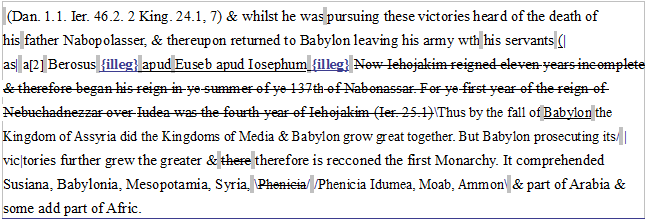 (Dan. 1.1. Ier. 46.2. 2 King. 24.1, 7) & whilst he was pursuing these victories heard of the death of
his father Nabopolasser, & thereupon returned to Babylon leaving his army wth his servants (|
as| a[2] Berosus {illeg} apud Euseb apud Iosephum {illeg} Now Iehojakim reigned eleven years incomplete
& therefore began his reign in ye summer of ye 137th of Nabonassar. For ye first year of the reign of
Nebuchadnezzar over Iudea was the fourth year of Iehojakim (Ier. 25.1)\Thus by the fall of Babylon the
Kingdom of Assyria did the Kingdoms of Media & Babylon grow great together. But Babylon prosecuting its/ |
vic|tories further grew the greater & there therefore is recconed the first Monarchy. It comprehended
Susiana, Babylonia, Mesopotamia, Syria, \Phenicia/ /Phenicia Idumea, Moab, Ammon\ & part of Arabia &
some add part of Afric.